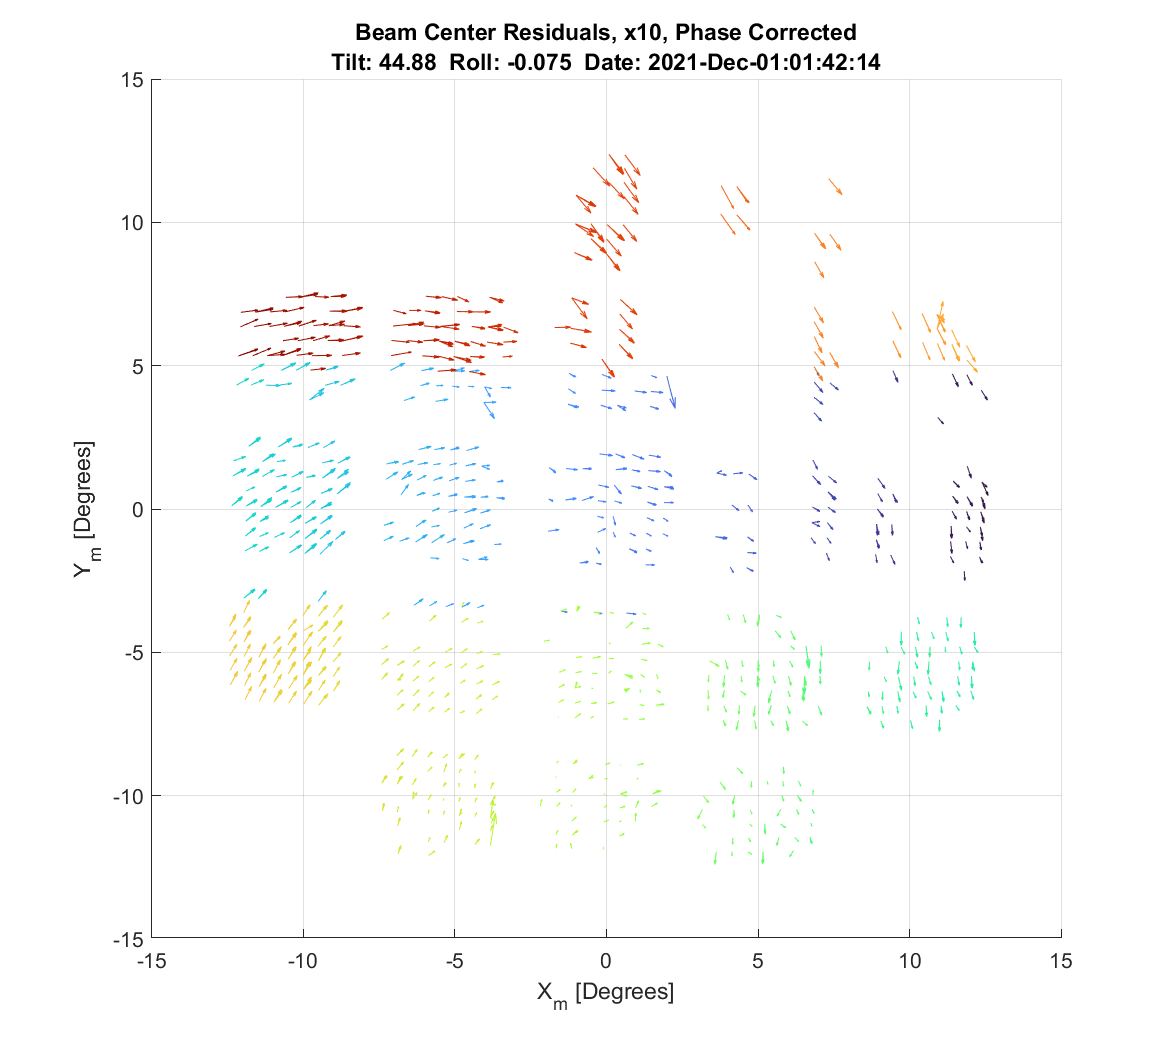 Beam Center Residuals, x10, Phase Corrected
Tilt: 44.88 Roll: -0.075 Date: 2021-Dec-01:01:42:14
15
10
5
0
-5
-10
-15
Y_m [Degrees]
-15 -10 -5 0 5 10 15
X_m [Degrees]